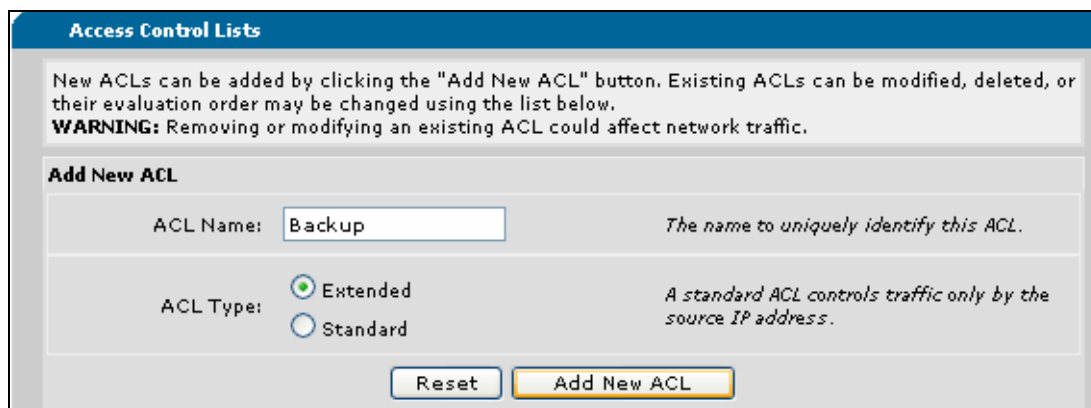 Access Control Lists
New ACLs can be added by clicking the "Add New ACL" button. Existing ACLs can be modified, deleted, or
their evaluation order may be changed using the list below.
WARNING: Removing or modifying an existing ACL could affect network traffic.
Add New ACL
ACL Name: Backup The name to uniquely identify this ACL.
ACL Type: Extended A standard ACL controls traffic only by the
Standard source IP address.
Reset Add New ACL